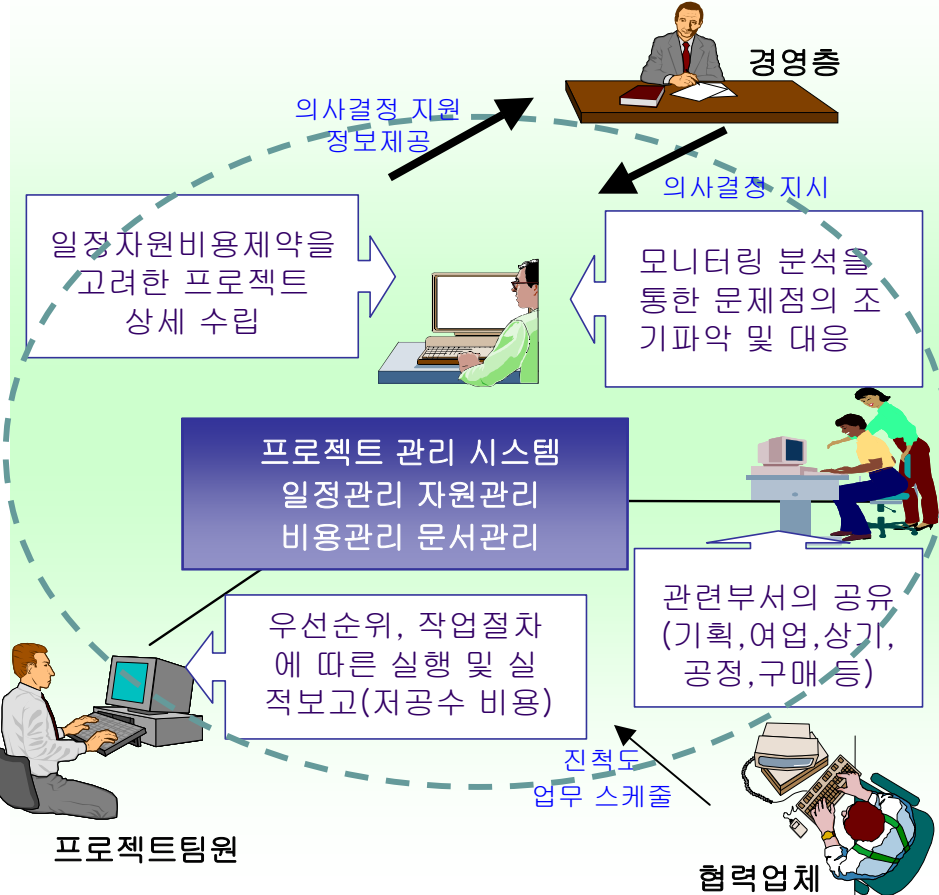 경영층
의사결정 지원
정보제공
의사결정 지시
일정자원비용제약을
고려한 프로젝트
상세 수립
모니터링 분석을
통한 문제점의 조
기파악 및 대응
프로젝트 관리 시스템
일정관리 자원관리
비용관리 문서관리
관련부서의 공유
(기획,여업,상기,
공정,구매 등)
우선순위, 작업절차
에 따른 실행 및 실
적보고(저공수 비용)
진척도
업무 스케줄
프로젝트팀원
협력업체